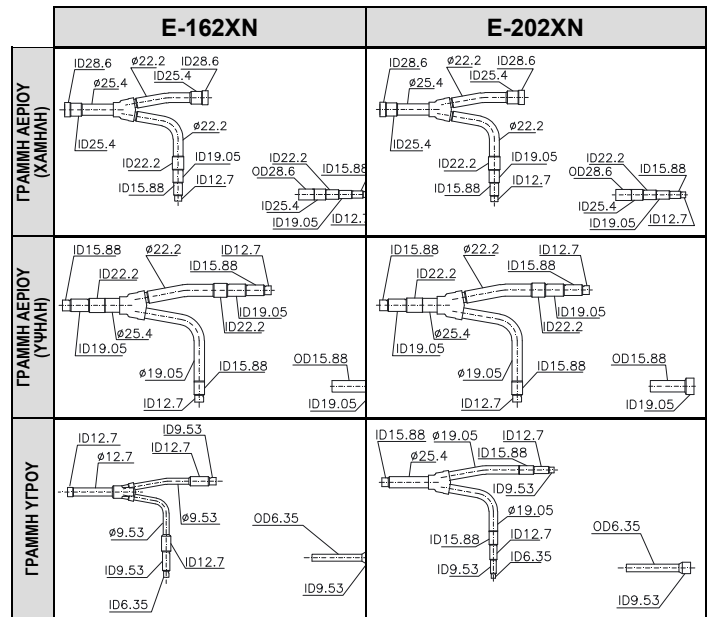 E-162XN
E-202XN
ΓΡΑΜΜΗ ΑΕΡΙΟΥ
(ΧΑΜΗΛΗ)
ID28.6
ø22.2
ID28.6
ID25.4
ø25.4
ø22.2
ID25.4
ID22.2
ID19.05
ID15.88
ID12.7
ID22.2
ID15.88
OD28.6
ID25.4
ID19.05
ID12.7
ID28.6
ø22.2
ID28.6
ID25.4
ø25.4
ø22.2
ID25.4
ID22.2
ID19.05
ID15.88
ID12.7
ID22.2
ID15.88
OD28.6
ID25.4
ID19.05
ID12.7
ΓΡΑΜΜΗ ΑΕΡΙΟΥ
(ΥΨΗΛΗ)
ID15.88
ø22.2
ID12.7
ID15.88
ID22.2
ID19.05
ID22.2
ø25.4
ID19.05
ø19.05
ID15.88
ID12.7
OD15.88
ID19.05
ID15.88
ø22.2
ID12.7
ID15.88
ID22.2
ID19.05
ID22.2
ø25.4
ID19.05
ø19.05
ID15.88
ID12.7
OD15.88
ID19.05
ΓΡΑΜΜΗ ΥΓΡΟΥ
ID12.7
ø12.7
ID9.53
ID12.7
ø9.53
ø9.53
ID12.7
ID9.53
ID6.35
OD6.35
ID9.53
ID15.88
ø19.05
ID12.7
ø25.4
ID15.88
ID9.53
ø19.05
ID15.88
ID12.7
ID6.35
ID9.53
OD6.35
ID9.53